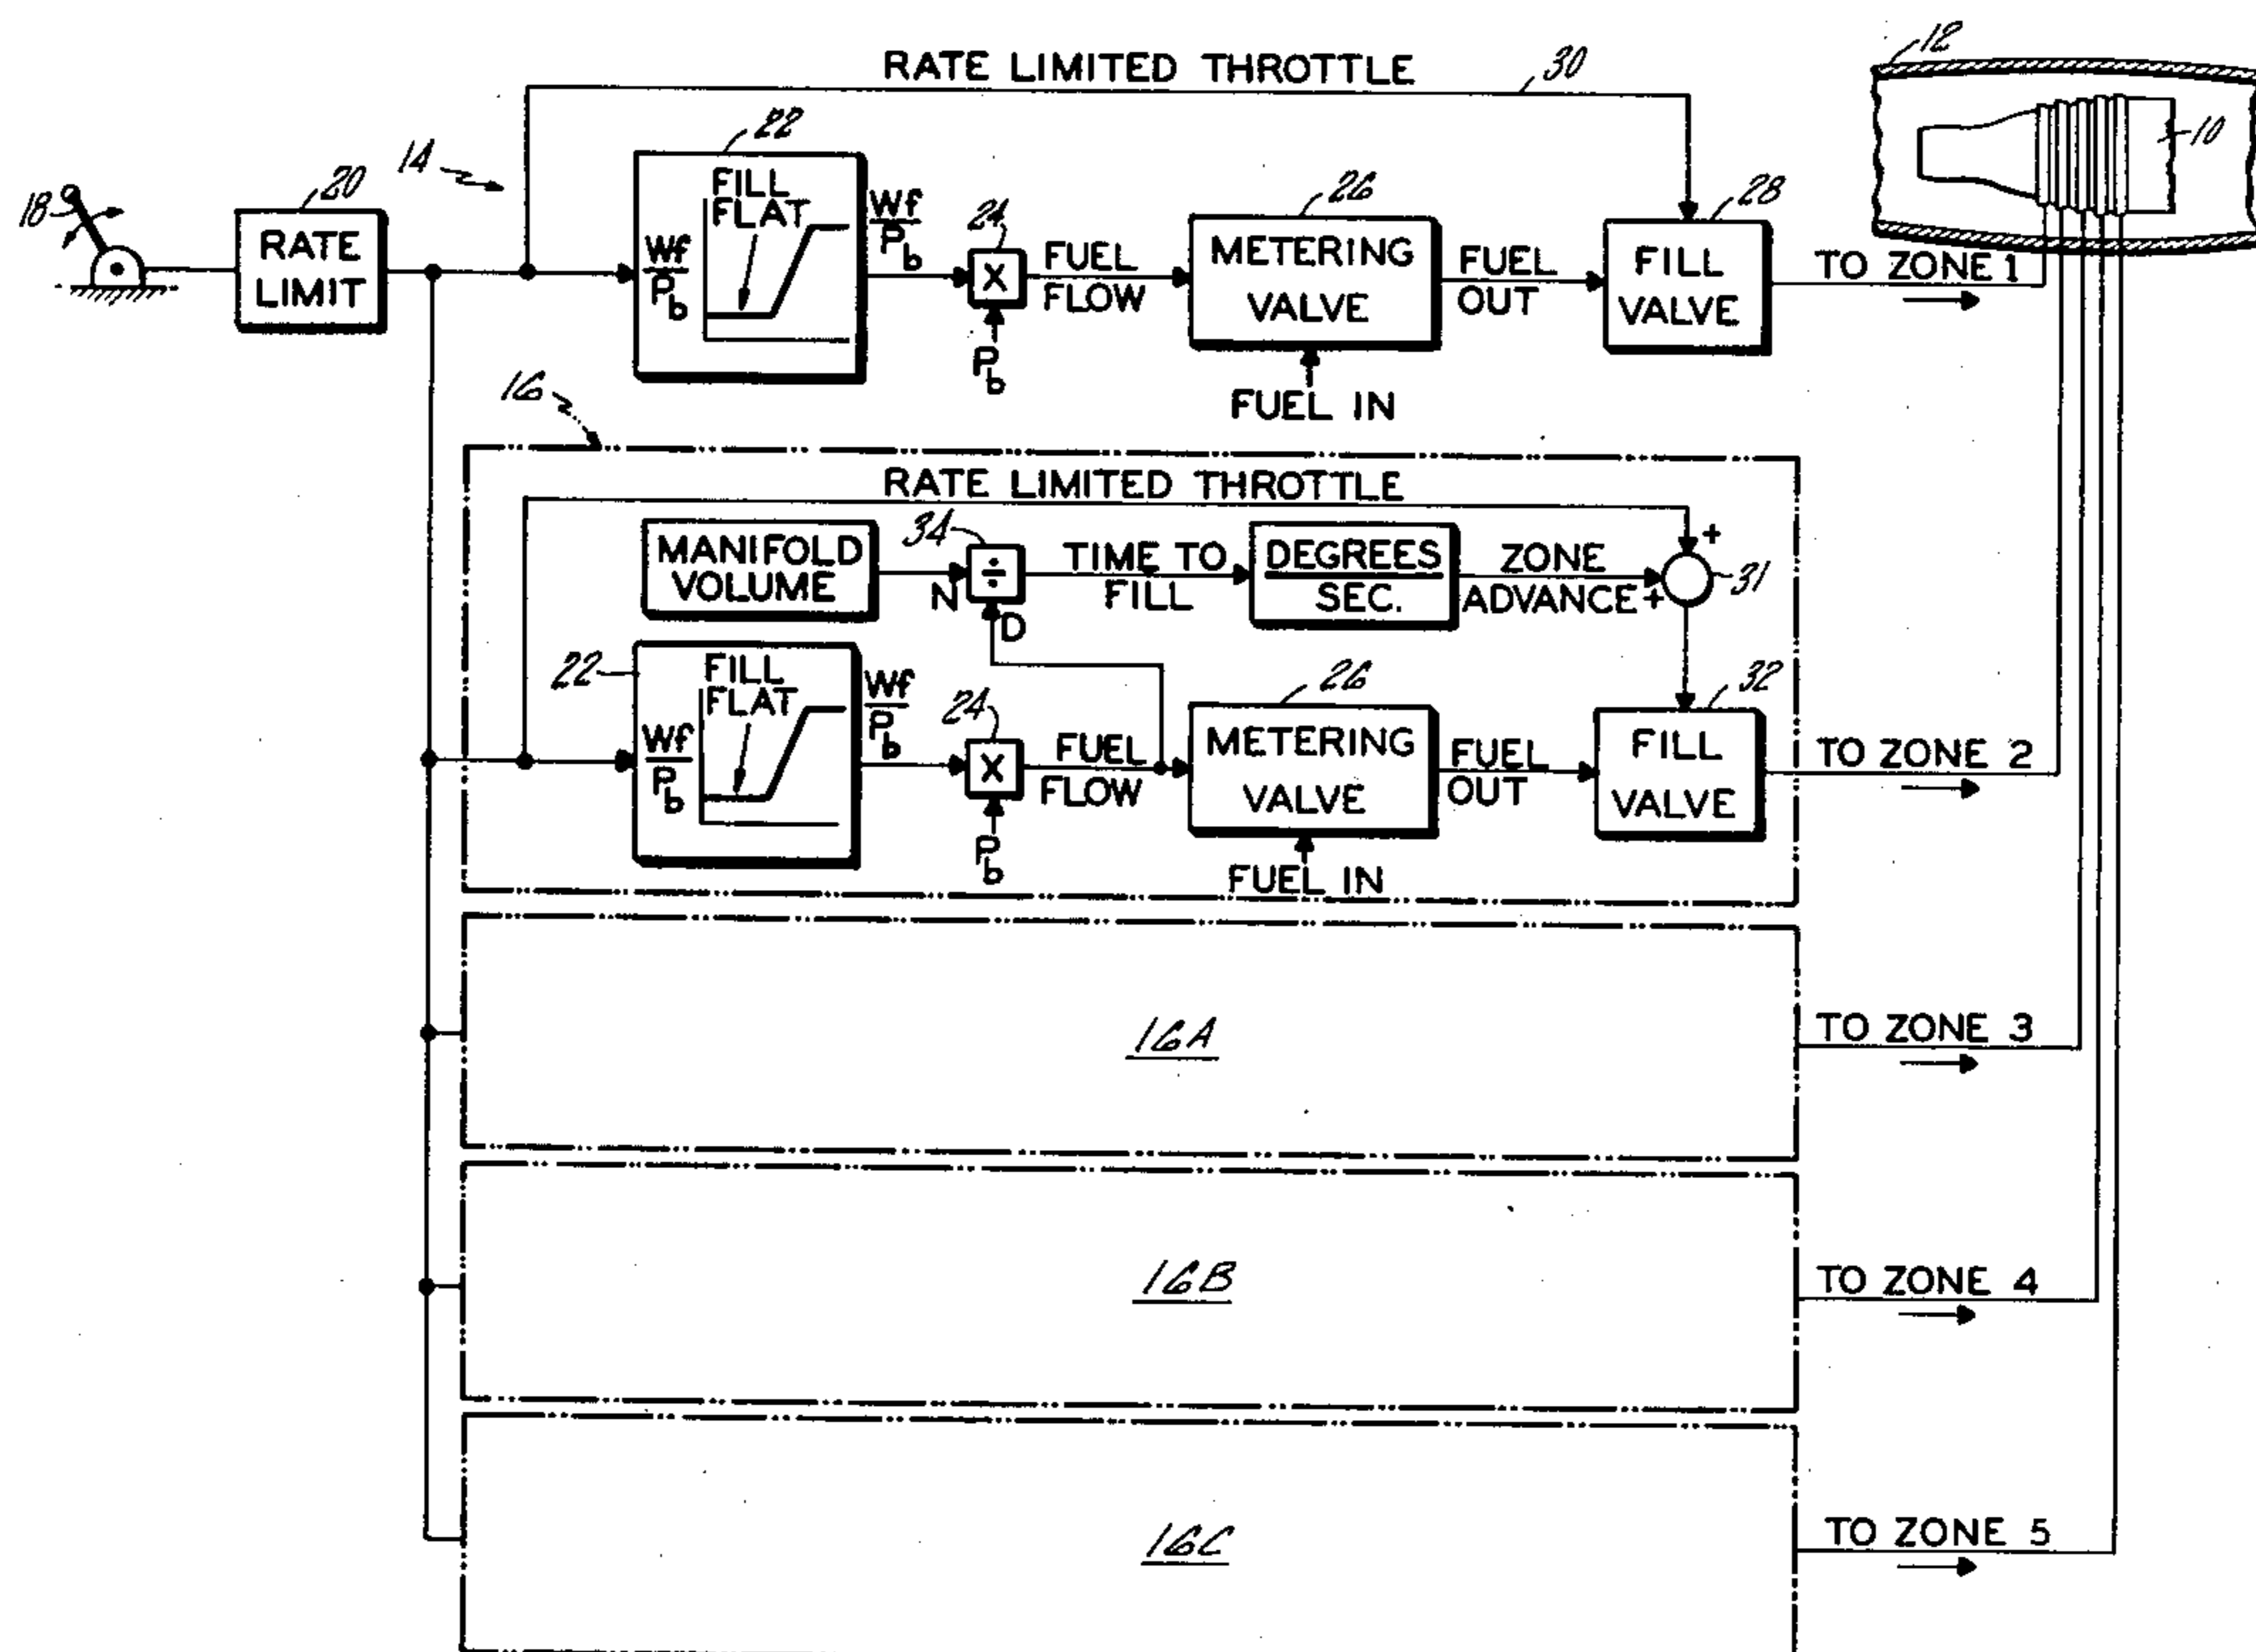 12
RATE LIMITED THROTTLE 30
10
14
22
18
20
RATE
LIMIT
Wf
Pb
FILL
FLAT
Wf
Pb
24
X
Pb
FUEL
FLOW
26
METERING
VALVE
FUEL IN
FUEL
OUT
28
FILL
VALVE
TO ZONE 1
16
RATE LIMITED THROTTLE
MANIFOLD
VOLUME
34
N
÷
D
TIME TO
FILL
DEGREES
SEC.
ZONE
ADVANCE
+
+
31
22
Wf
Pb
FILL
FLAT
Wf
Pb
24
X
Pb
FUEL
FLOW
26
METERING
VALVE
FUEL IN
FUEL
OUT
32
FILL
VALVE
TO ZONE 2
16A
TO ZONE 3
16B
TO ZONE 4
16C
TO ZONE 5